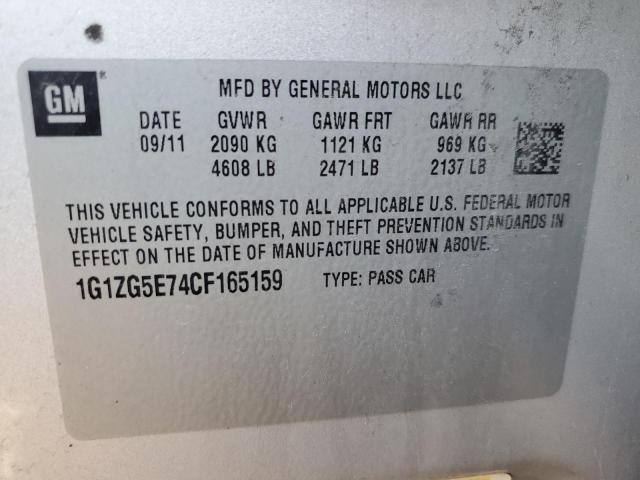 GM
MFD BY GENERAL MOTORS LLC
DATE GVWR GAWR FRT GAWR RR
09/11 2090 KG 1121 KG 969 KG
4608 LB 2471 LB 2137 LB
THIS VEHICLE CONFORMS TO ALL APPLICABLE U.S. FEDERAL MOTOR
VEHICLE SAFETY, BUMPER, AND THEFT PREVENTION STANDARDS IN
EFFECT ON THE DATE OF MANUFACTURE SHOWN ABOVE.
1G1ZG5E74CF165159 TYPE: PASS CAR